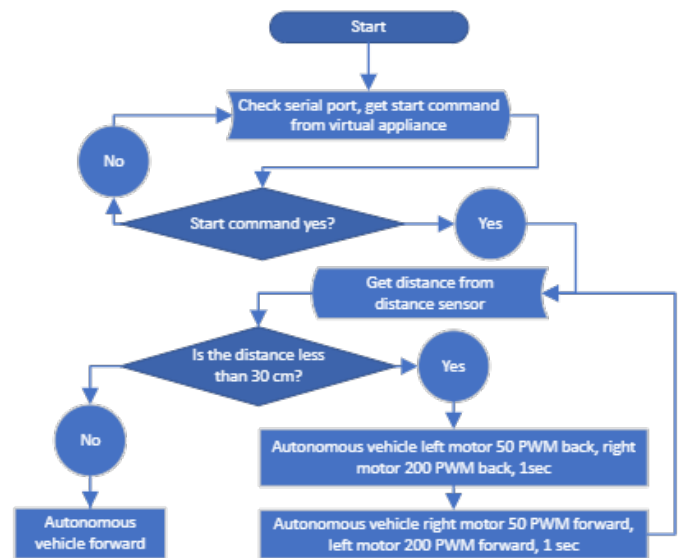 Start
Check serial port, get start command
from virtual appliance
No
Start command yes?
Yes
Get distance from
distance sensor
Is the distance less
than 30 cm?
Yes
No
Autonomous vehicle left motor 50 PWM back, right
motor 200 PWM back, 1sec
Autonomous
vehicle forward
Autonomous vehicle right motor 50 PWM forward,
left motor 200 PWM forward, 1 sec